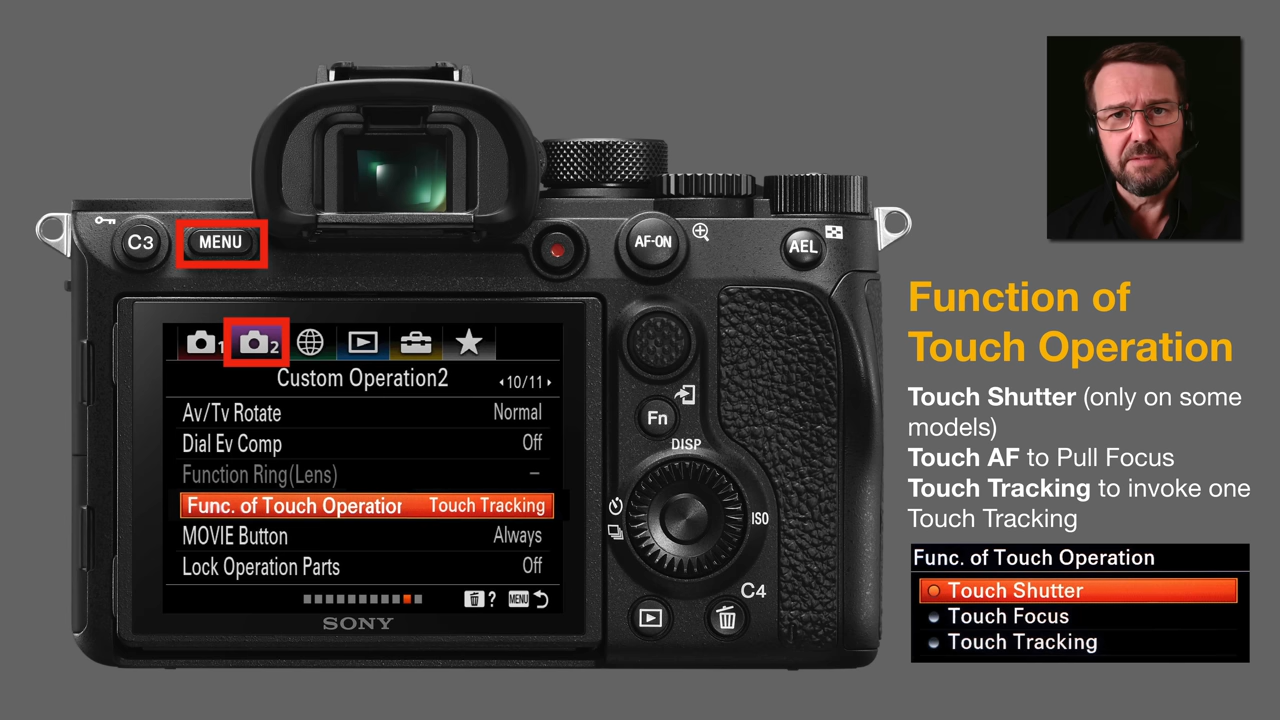 C3
MENU
AF-ON
AEL
1
2
Custom Operation2
10/11
Av/Tv Rotate Normal
Dial Ev Comp Off
Function Ring(Lens) –
Func. of Touch Operation Touch Tracking
MOVIE Button Always
Lock Operation Parts Off
? MENU
SONY
Fn
DISP
ISO
C4
Function of
Touch Operation
Touch Shutter (only on some
models)
Touch AF to Pull Focus
Touch Tracking to invoke one
Touch Tracking
Func. of Touch Operation
Touch Shutter
Touch Focus
Touch Tracking